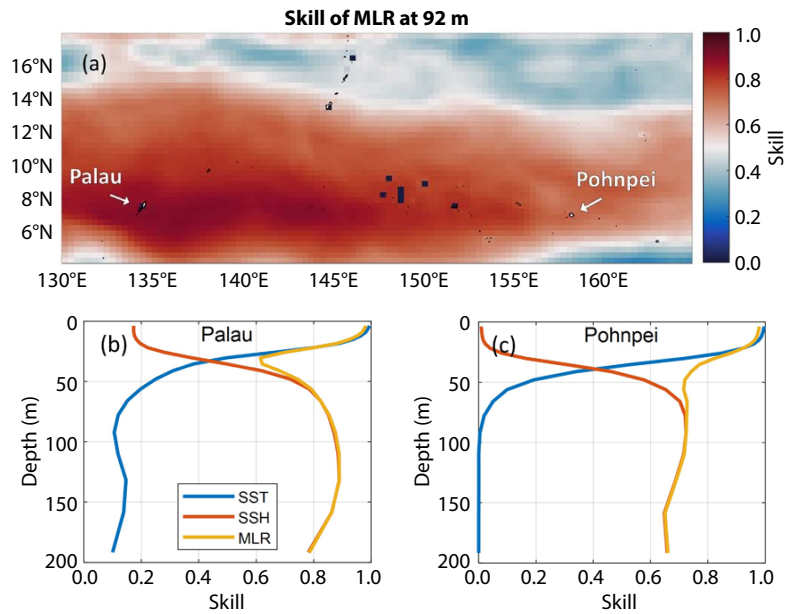 Skill of MLR at 92 m
(a)
16°N
14°N
12°N
10°N
8°N
6°N
Palau
Pohnpei
130°E 135°E 140°E 145°E 150°E 155°E 160°E
1.0
0.8
0.6
0.4
0.2
0.0
Skill
(b)
Palau
0
50
100
150
200
Depth (m)
SST
SSH
MLR
0.0 0.2 0.4 0.6 0.8 1.0
Skill
(c)
Pohnpei
0
50
100
150
200
Depth (m)
0.0 0.2 0.4 0.6 0.8 1.0
Skill